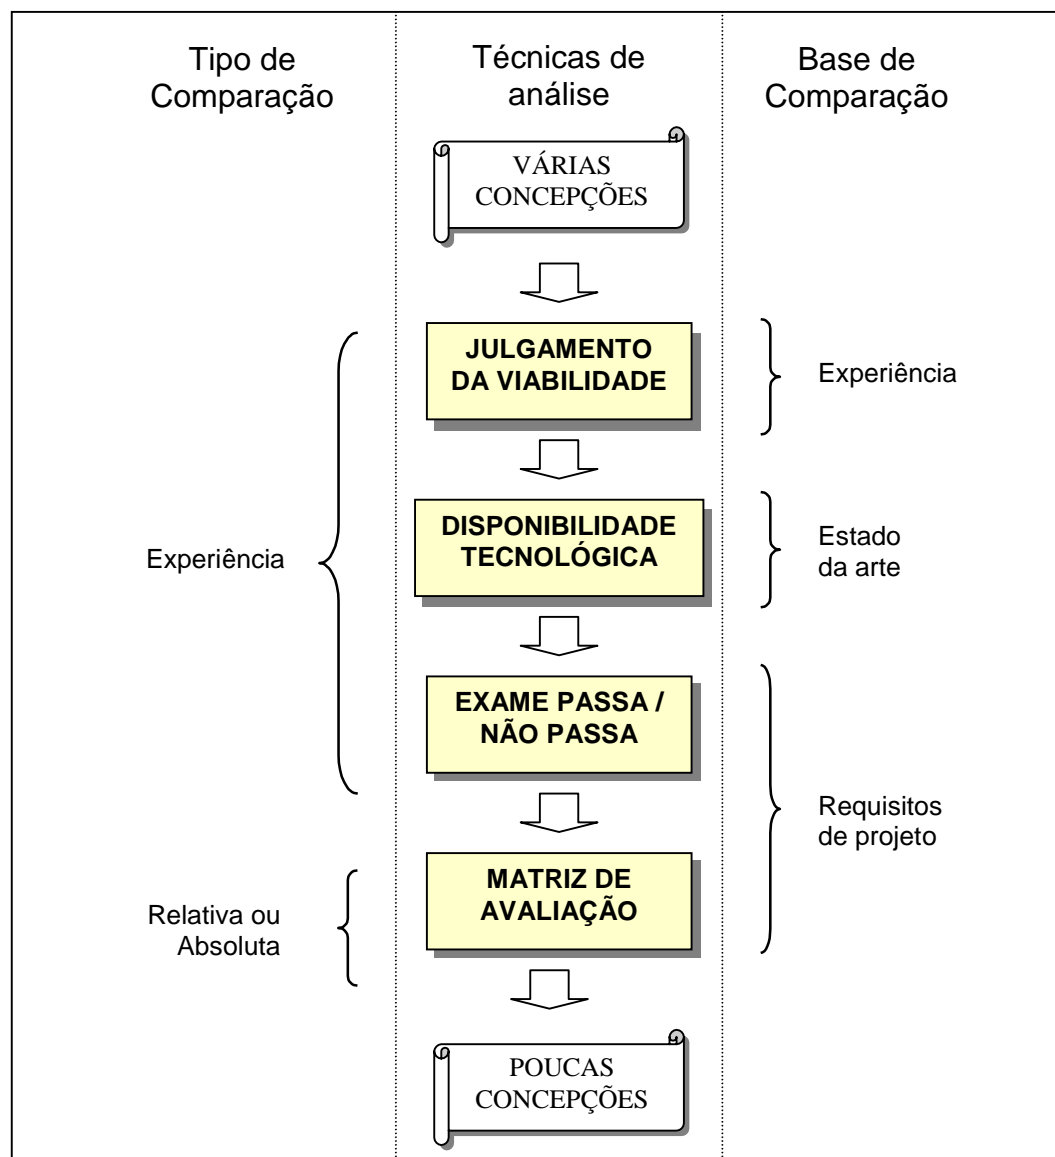 Tipo de
Comparação
Técnicas de
análise
Base de
Comparação
VÁRIAS
CONCEPÇÕES
JULGAMENTO
DA VIABILIDADE
Experiência
DISPONIBILIDADE
TECNOLÓGICA
Estado
da arte
Experiência
EXAME PASSA /
NÃO PASSA
Requisitos
de projeto
MATRIZ DE
AVALIAÇÃO
Relativa ou
Absoluta
POUCAS
CONCEPÇÕES